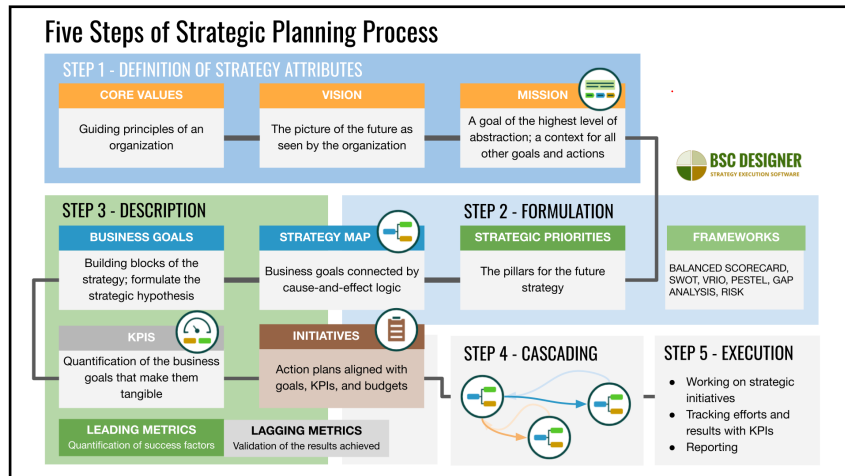 Five Steps of Strategic Planning Process
STEP 1 - DEFINITION OF STRATEGY ATTRIBUTES
CORE VALUES
Guiding principles of an
organization
VISION
The picture of the future as
seen by the organization
MISSION
A goal of the highest level of
abstraction; a context for all
other goals and actions
BSC DESIGNER
STRATEGY EXECUTION SOFTWARE
STEP 3 - DESCRIPTION
STEP 2 - FORMULATION
BUSINESS GOALS
Building blocks of the
strategy; formulate the
strategic hypothesis
STRATEGY MAP
Business goals connected by
cause-and-effect logic
STRATEGIC PRIORITIES
The pillars for the future
strategy
FRAMEWORKS
BALANCED SCORECARD,
SWOT, VRIO, PESTEL, GAP
ANALYSIS, RISK
KPIS
Quantification of the business
goals that make them
tangible
INITIATIVES
Action plans aligned with
goals, KPIs, and budgets
STEP 4 - CASCADING
STEP 5 - EXECUTION
● Working on strategic
initiatives
● Tracking efforts and
results with KPIs
● Reporting
LEADING METRICS
Quantification of success factors
LAGGING METRICS
Validation of the results achieved